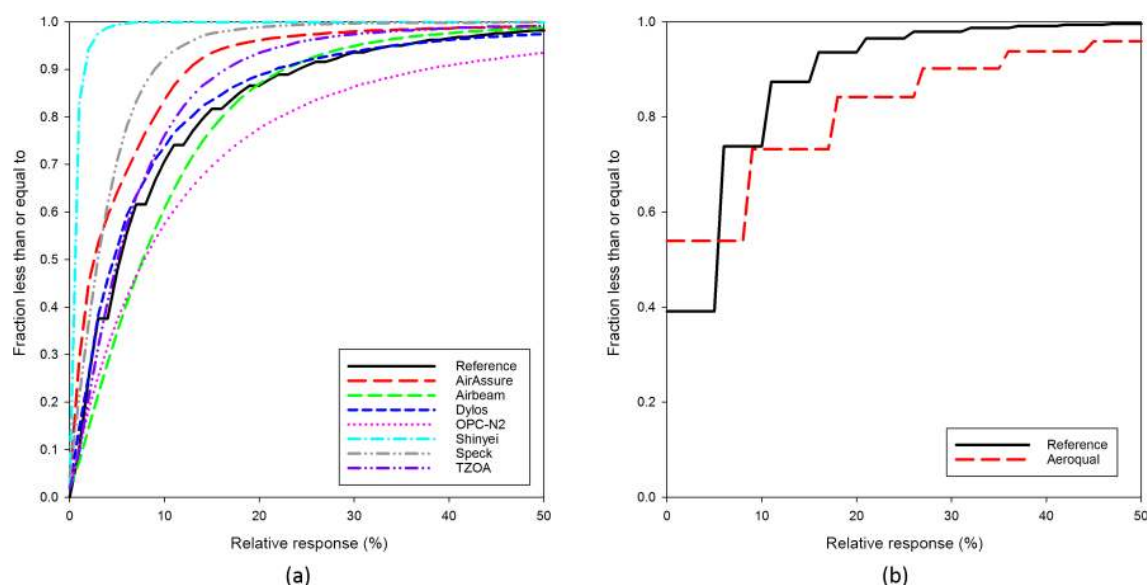 1.0
0.9
0.8
0.7
0.6
0.5
0.4
0.3
0.2
0.1
0.0
Fraction less than or equal to
0 10 20 30 40 50
Relative response (%)
Reference
AirAssure
Airbeam
Dylos
OPC-N2
Shinyei
Speck
TZOA
(a)
1.0
0.8
0.6
0.4
0.2
0.0
Fraction less than or equal to
0 10 20 30 40 50
Relative response (%)
Reference
Aeroqual
(b)